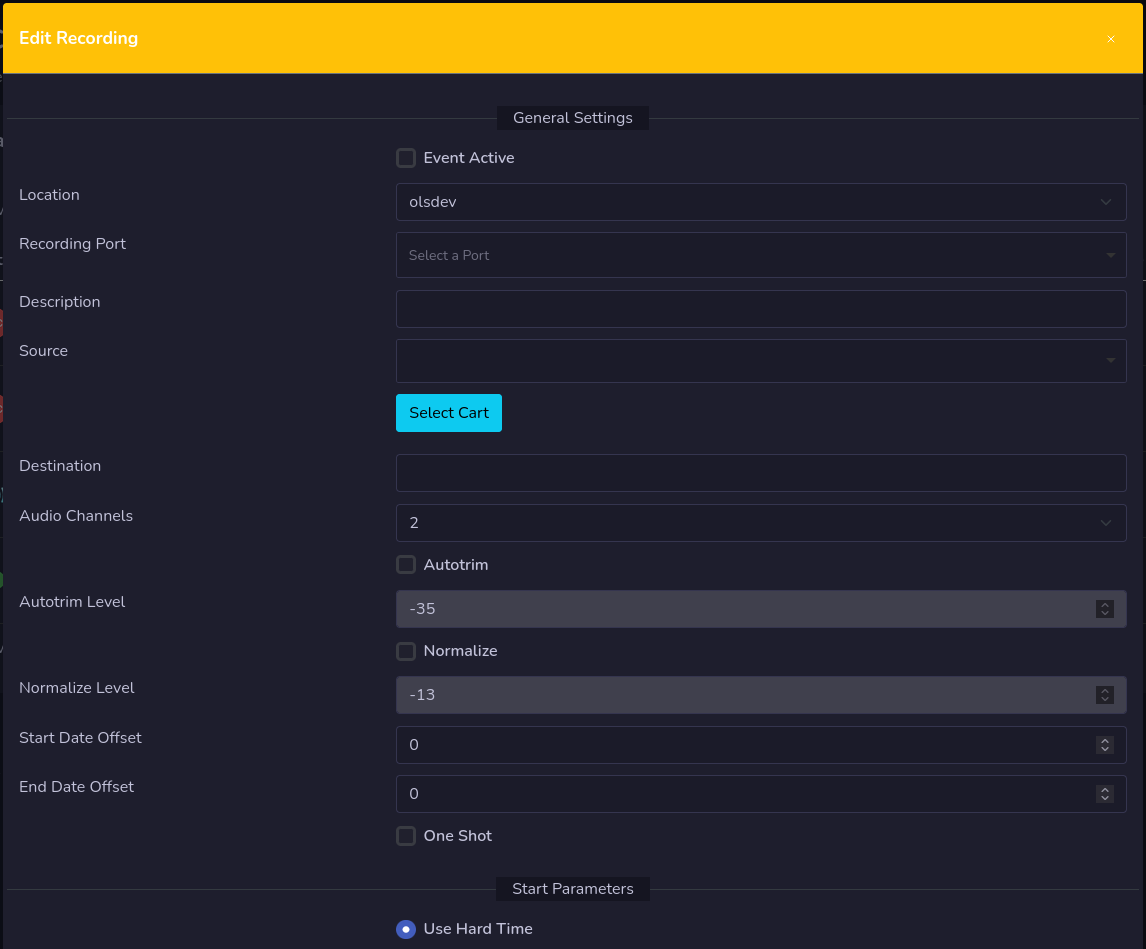 Edit Recording
×
General Settings
Event Active
Location
olsdev
Recording Port
Select a Port
Description
Source
Select Cart
Destination
Audio Channels
2
Autotrim
Autotrim Level
-35
Normalize
Normalize Level
-13
Start Date Offset
0
End Date Offset
0
One Shot
Start Parameters
Use Hard Time